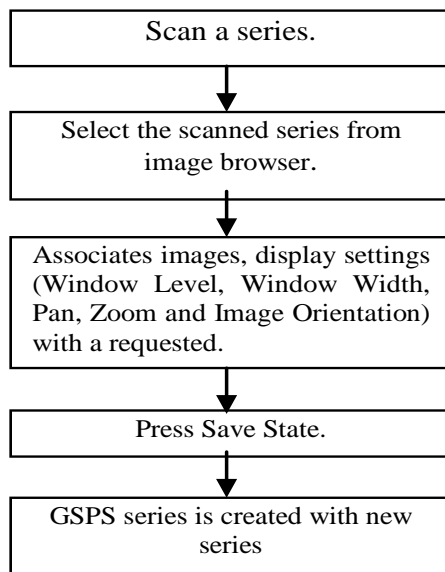 Scan a series.
Select the scanned series from
image browser.
Associates images, display settings
(Window Level, Window Width,
Pan, Zoom and Image Orientation)
with a requested.
Press Save State.
GSPS series is created with new
series